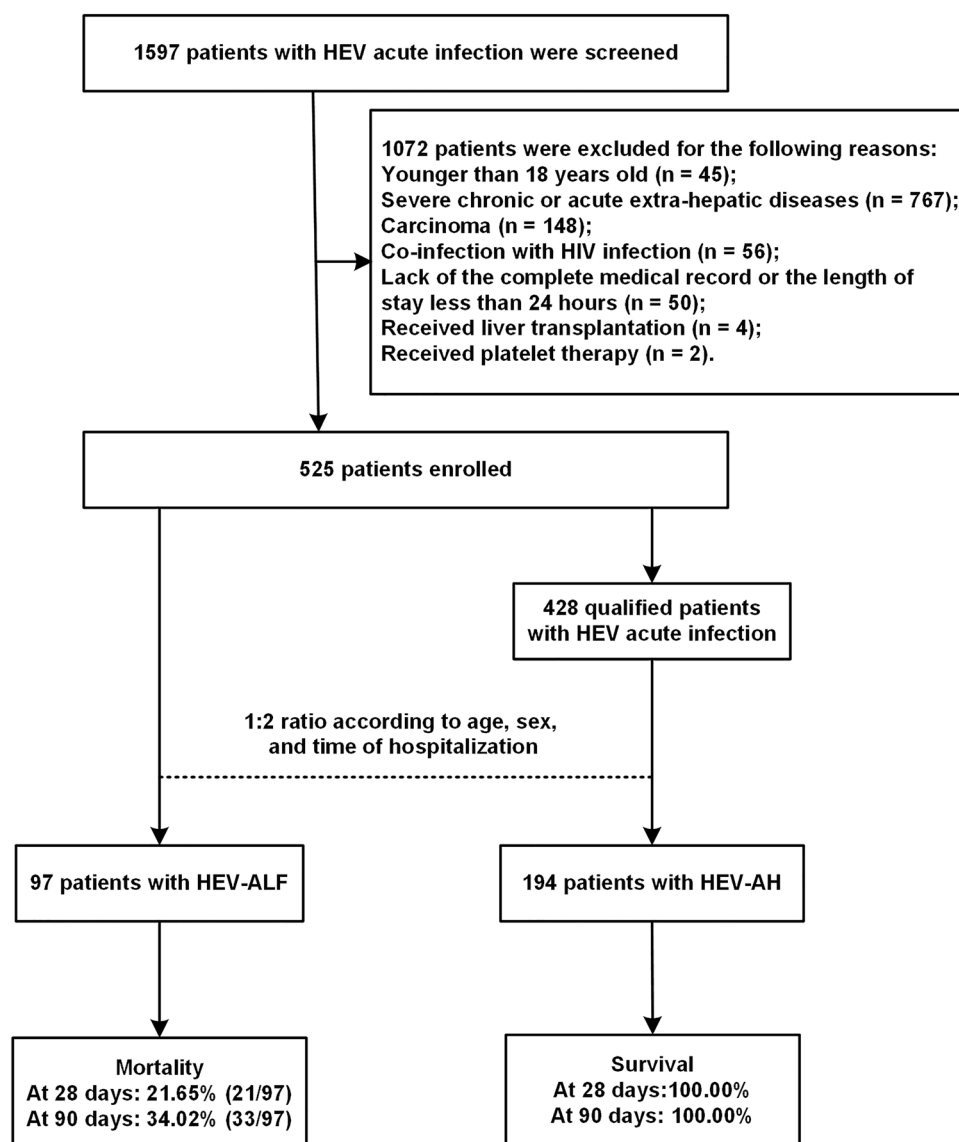 1597 patients with HEV acute infection were screened
1072 patients were excluded for the following reasons:
Younger than 18 years old (n = 45);
Severe chronic or acute extra-hepatic diseases (n = 767);
Carcinoma (n = 148);
Co-infection with HIV infection (n = 56);
Lack of the complete medical record or the length of
stay less than 24 hours (n = 50);
Received liver transplantation (n = 4);
Received platelet therapy (n = 2).
525 patients enrolled
428 qualified patients
with HEV acute infection
1:2 ratio according to age, sex,
and time of hospitalization
97 patients with HEV-ALF
194 patients with HEV-AH
Mortality
At 28 days: 21.65% (21/97)
At 90 days: 34.02% (33/97)
Survival
At 28 days:100.00%
At 90 days: 100.00%